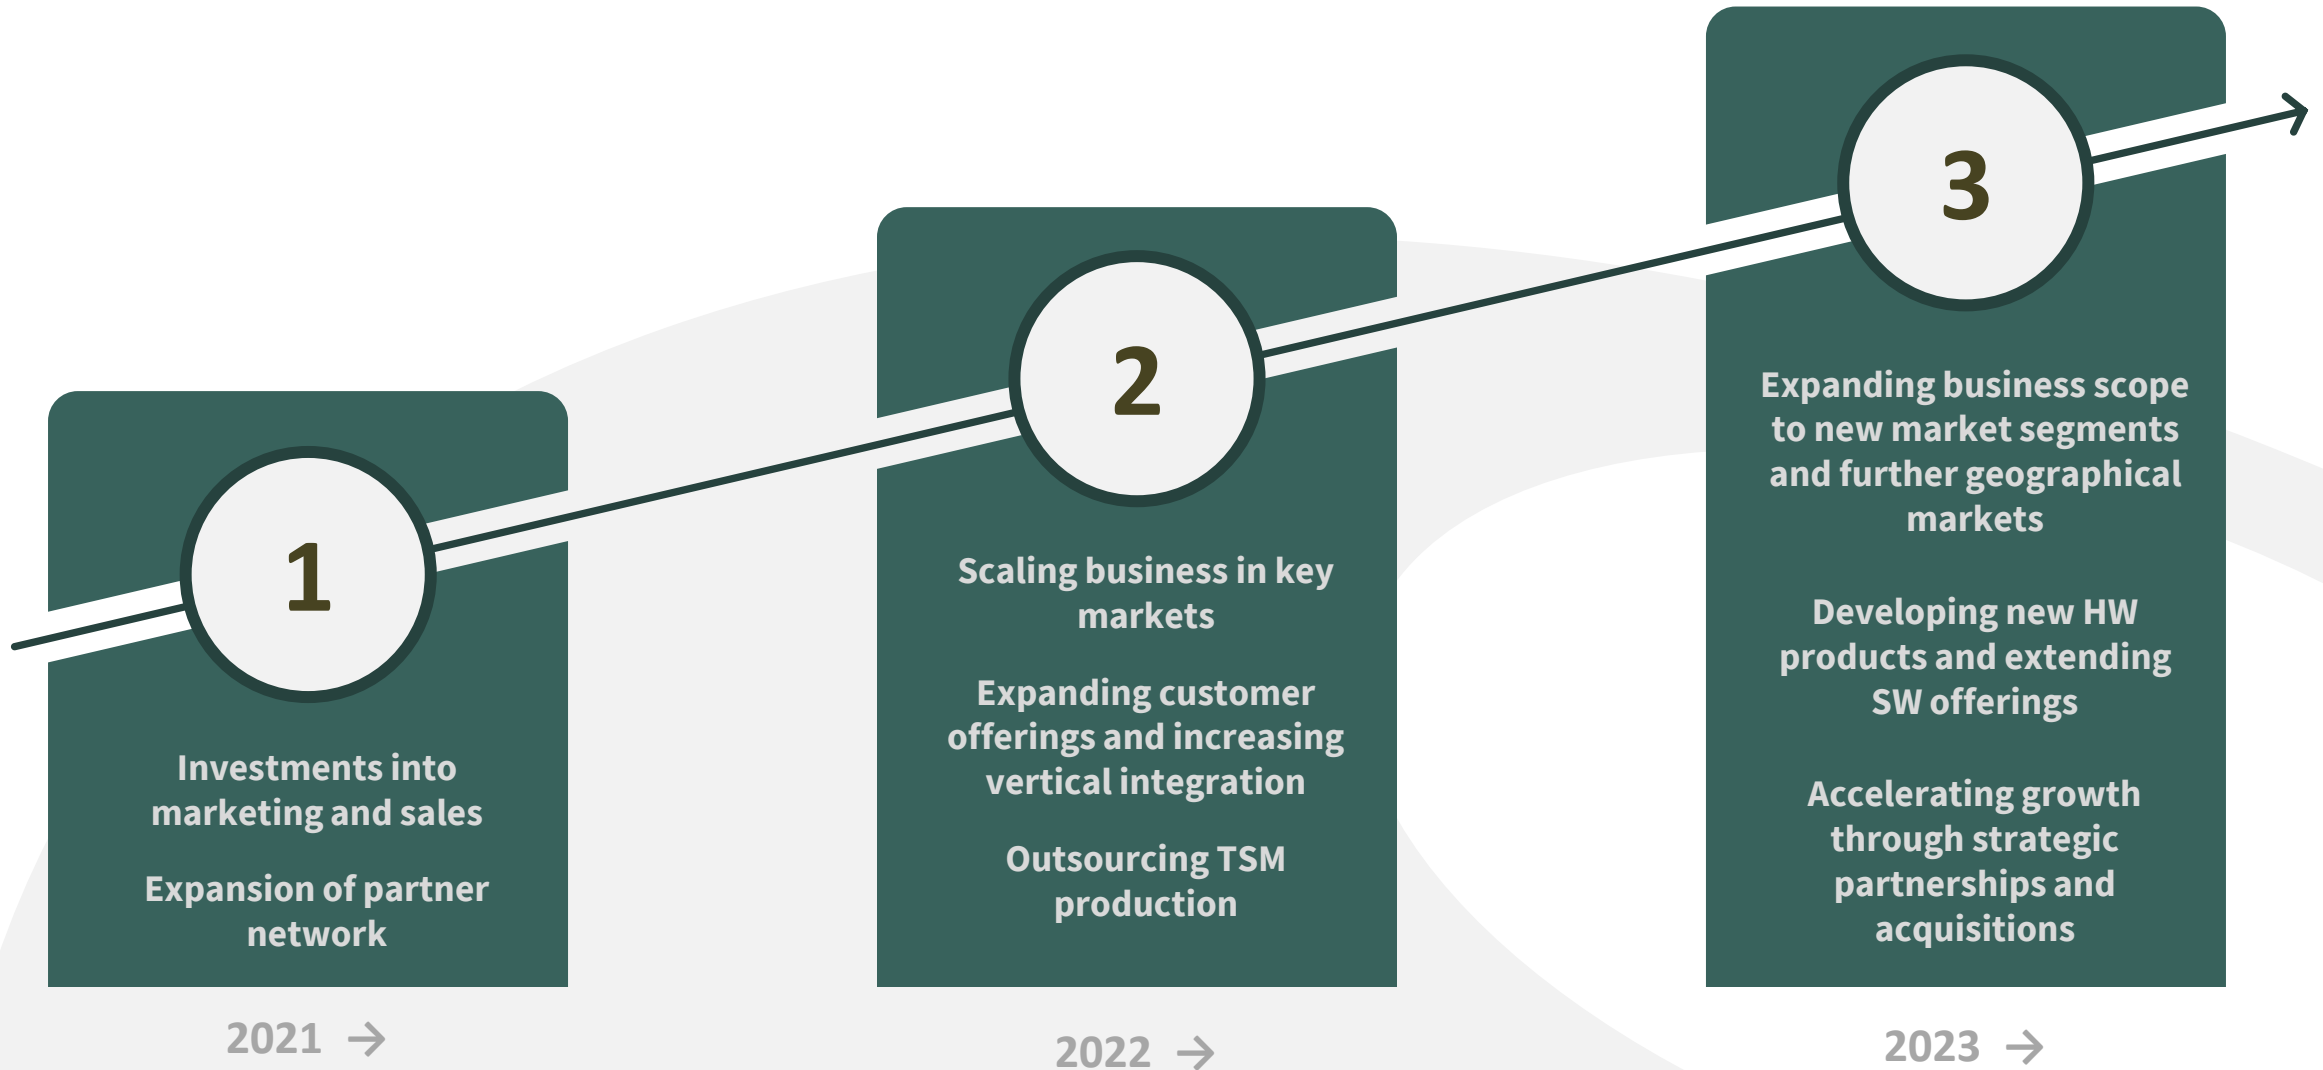 1
Investments into
marketing and sales
Expansion of partner
network
2021 →
2
Scaling business in key
markets
Expanding customer
offerings and increasing
vertical integration
Outsourcing TSM
production
2022 →
3
Expanding business scope
to new market segments
and further geographical
markets
Developing new HW
products and extending
SW offerings
Accelerating growth
through strategic
partnerships and
acquisitions
2023 →